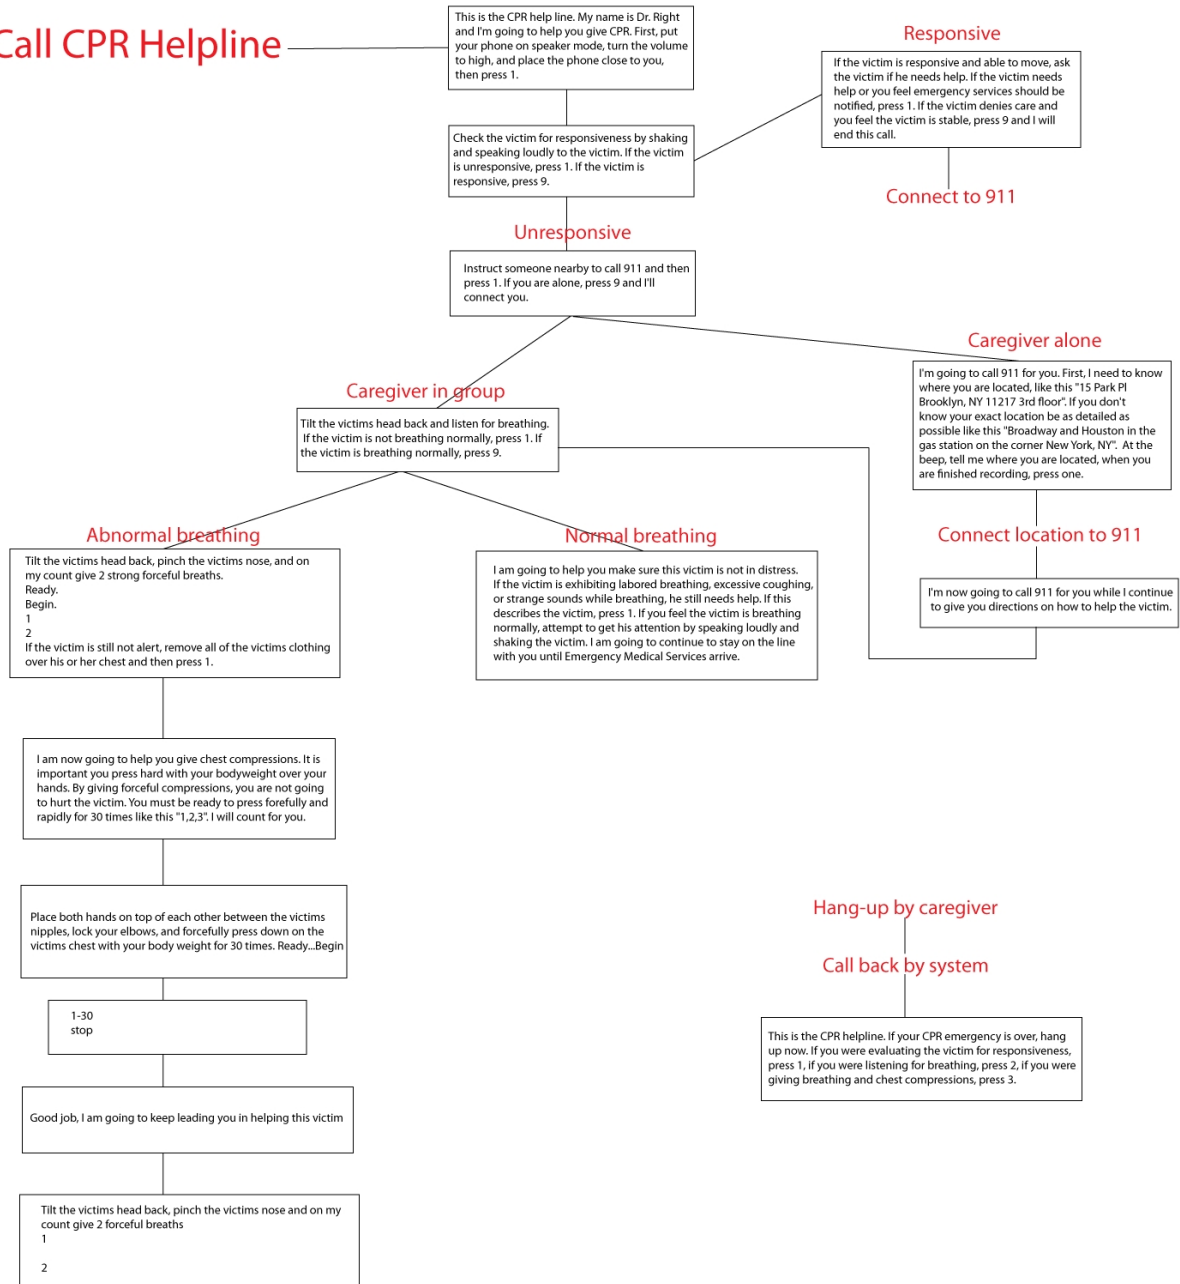 Call CPR Helpline
This is the CPR help line. My name is Dr. Right
and I'm going to help you give CPR. First, put
your phone on speaker mode, turn the volume
to high, and place the phone close to you,
then press 1.
Responsive
If the victim is responsive and able to move, ask
the victim if he needs help. If the victim needs
help or you feel emergency services should be
notified, press 1. If the victim denies care and
you feel the victim is stable, press 9 and I will
end this call.
Check the victim for responsiveness by shaking
and speaking loudly to the victim. If the victim
is unresponsive, press 1. If the victim is
responsive, press 9.
Connect to 911
Unresponsive
Instruct someone nearby to call 911 and then
press 1. If you are alone, press 9 and I'll
connect you.
Caregiver alone
I'm going to call 911 for you. First, I need to know
where you are located, like this "15 Park Pl
Brooklyn, NY 11217 3rd floor". If you don't
know your exact location be as detailed as
possible like this "Broadway and Houston in the
gas station on the corner New York, NY". At the
beep, tell me where you are located, when you
are finished recording, press one.
Caregiver in group
Tilt the victims head back and listen for breathing.
If the victim is not breathing normally, press 1. If
the victim is breathing normally, press 9.
Abnormal breathing
Tilt the victims head back, pinch the victims nose, and on
my count give 2 strong forceful breaths.
Ready.
Begin.
1
2
If the victim is still not alert, remove all of the victims clothing
over his or her chest and then press 1.
Normal breathing
I am going to help you make sure this victim is not in distress.
If the victim is exhibiting labored breathing, excessive coughing,
or strange sounds while breathing, he still needs help. If this
describes the victim, press 1. If you feel the victim is breathing
normally, attempt to get his attention by speaking loudly and
shaking the victim. I am going to continue to stay on the line
with you until Emergency Medical Services arrive.
Connect location to 911
I'm now going to call 911 for you while I continue
to give you directions on how to help the victim.
I am now going to help you give chest compressions. It is
important you press hard with your bodyweight over your
hands. By giving forceful compressions, you are not going
to hurt the victim. You must be ready to press forefully and
rapidly for 30 times like this "1,2,3". I will count for you.
Place both hands on top of each other between the victims
nipples, lock your elbows, and forcefully press down on the
victims chest with your body weight for 30 times. Ready...Begin
1-30
stop
Good job, I am going to keep leading you in helping this victim
Tilt the victims head back, pinch the victims nose and on my
count give 2 forceful breaths
1
2
Hang-up by caregiver
Call back by system
This is the CPR helpline. If your CPR emergency is over, hang
up now. If you were evaluating the victim for responsiveness,
press 1, if you were listening for breathing, press 2, if you were
giving breathing and chest compressions, press 3.